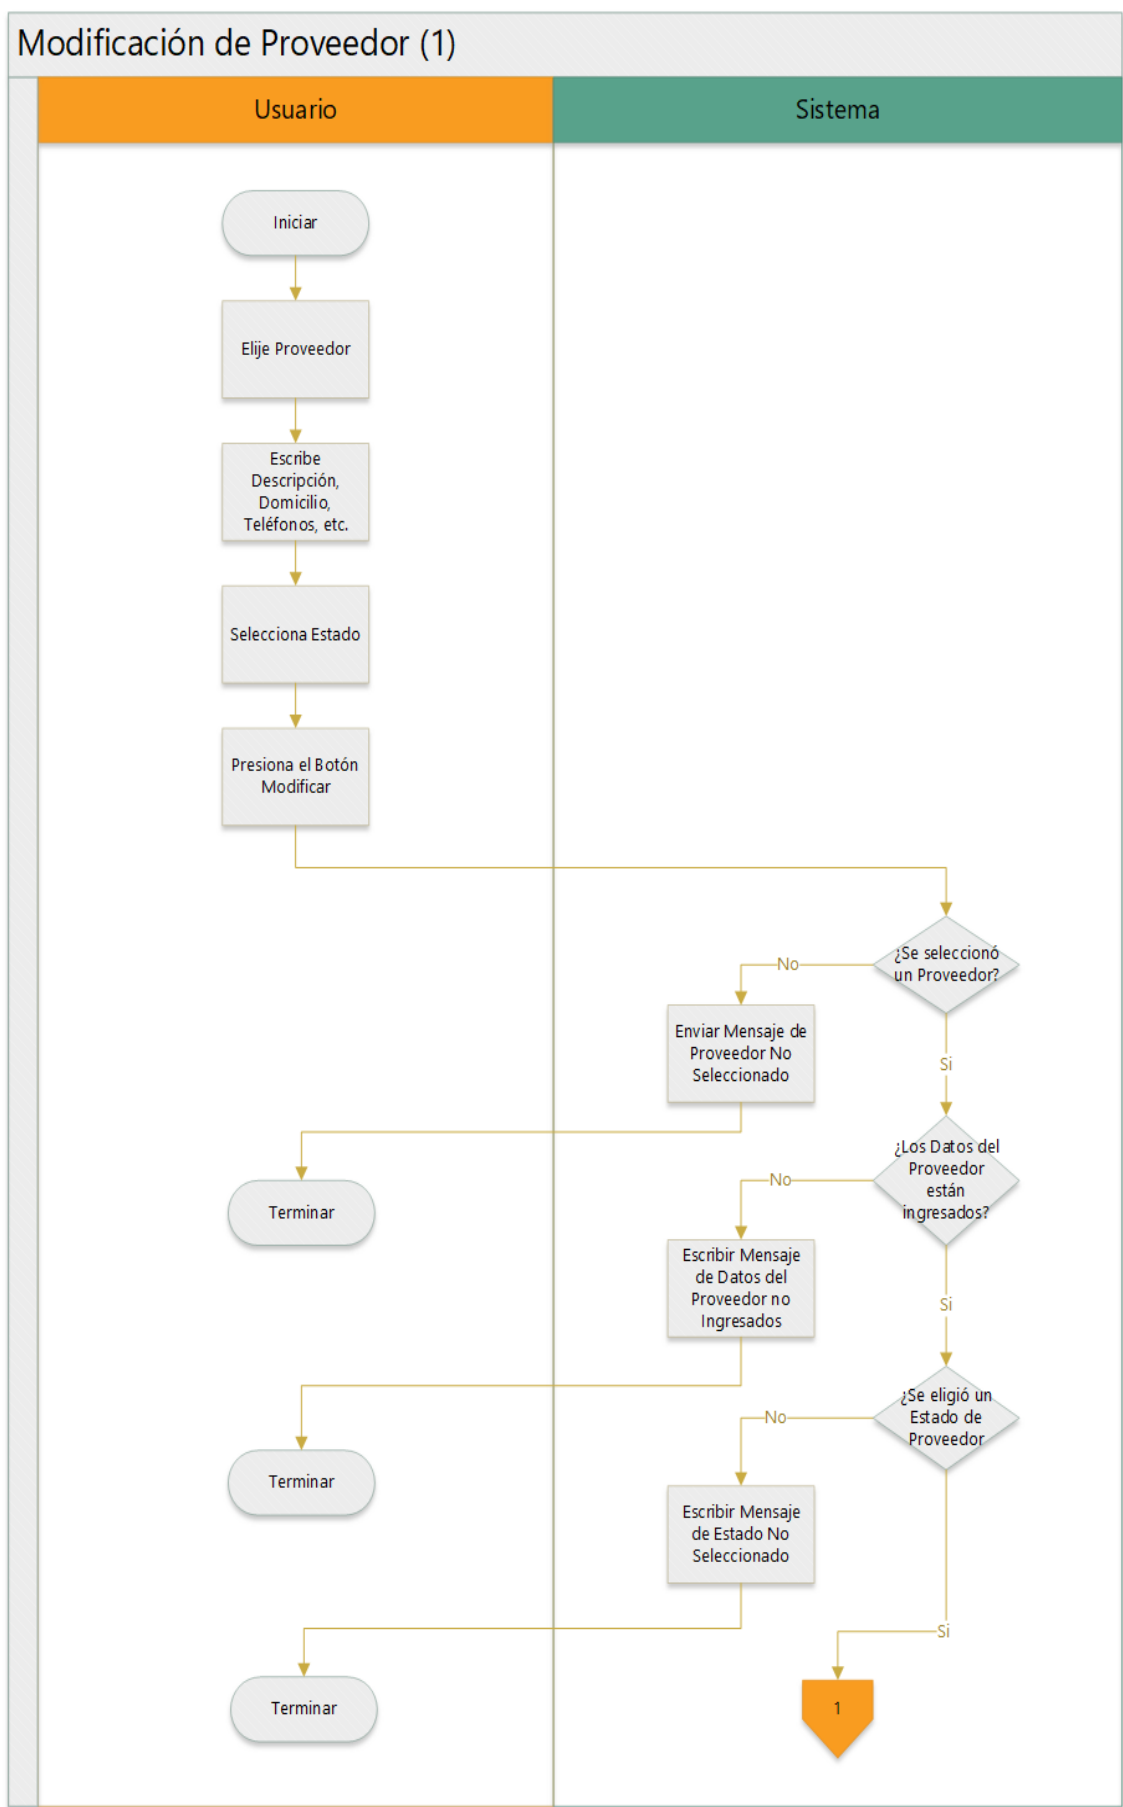 Modificación de Proveedor (1)
Usuario
Sistema
Iniciar
Elije Proveedor
Escribe
Descripción,
Domicilio,
Teléfonos, etc.
Selecciona Estado
Presiona el Botón
Modificar
¿Se seleccionó
un Proveedor?
No
Enviar Mensaje de
Proveedor No
Seleccionado
Si
Terminar
¿Los Datos del
Proveedor
están
ingresados?
No
Escribir Mensaje
de Datos del
Proveedor no
Ingresados
Si
Terminar
¿Se eligió un
Estado de
Proveedor
No
Escribir Mensaje
de Estado No
Seleccionado
Si
Terminar
1